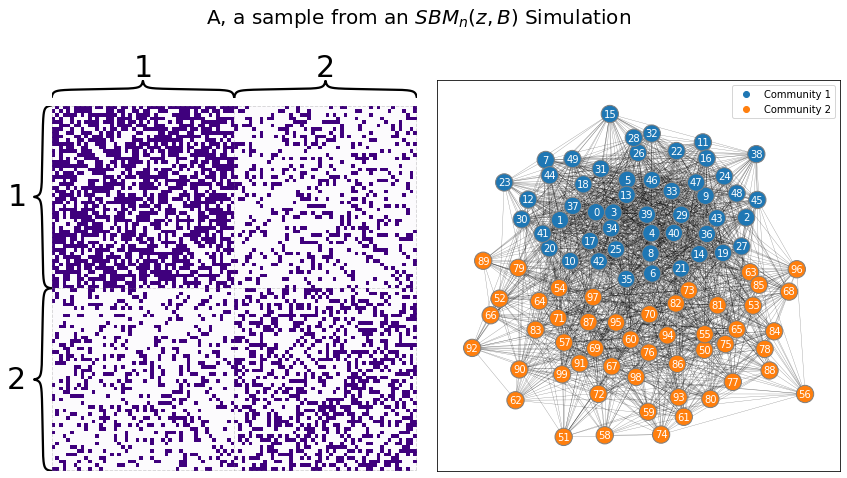 A, a sample from an $SBM_n(z, B)$ Simulation
1 2
1
2
Community 1
Community 2
15
28 32
11
26 22 16 38
7 49
31
44 18 5 46 47 24
23 13 33 9 48
12 37 45
30 1 0 3 39 29 43 2
41 34 4 40 36
20 17 25 8 14 19 27
10 42
35 6 21
89 79 63 96
54 73 85 68
52 64 97 82 81 53
66 71 87 95 70
83 94 55 65 84
92 57 69 60 76 50 75 78
91 67 86
90 99 98 77 88
62 72 93 80 56
59 61
51 58 74